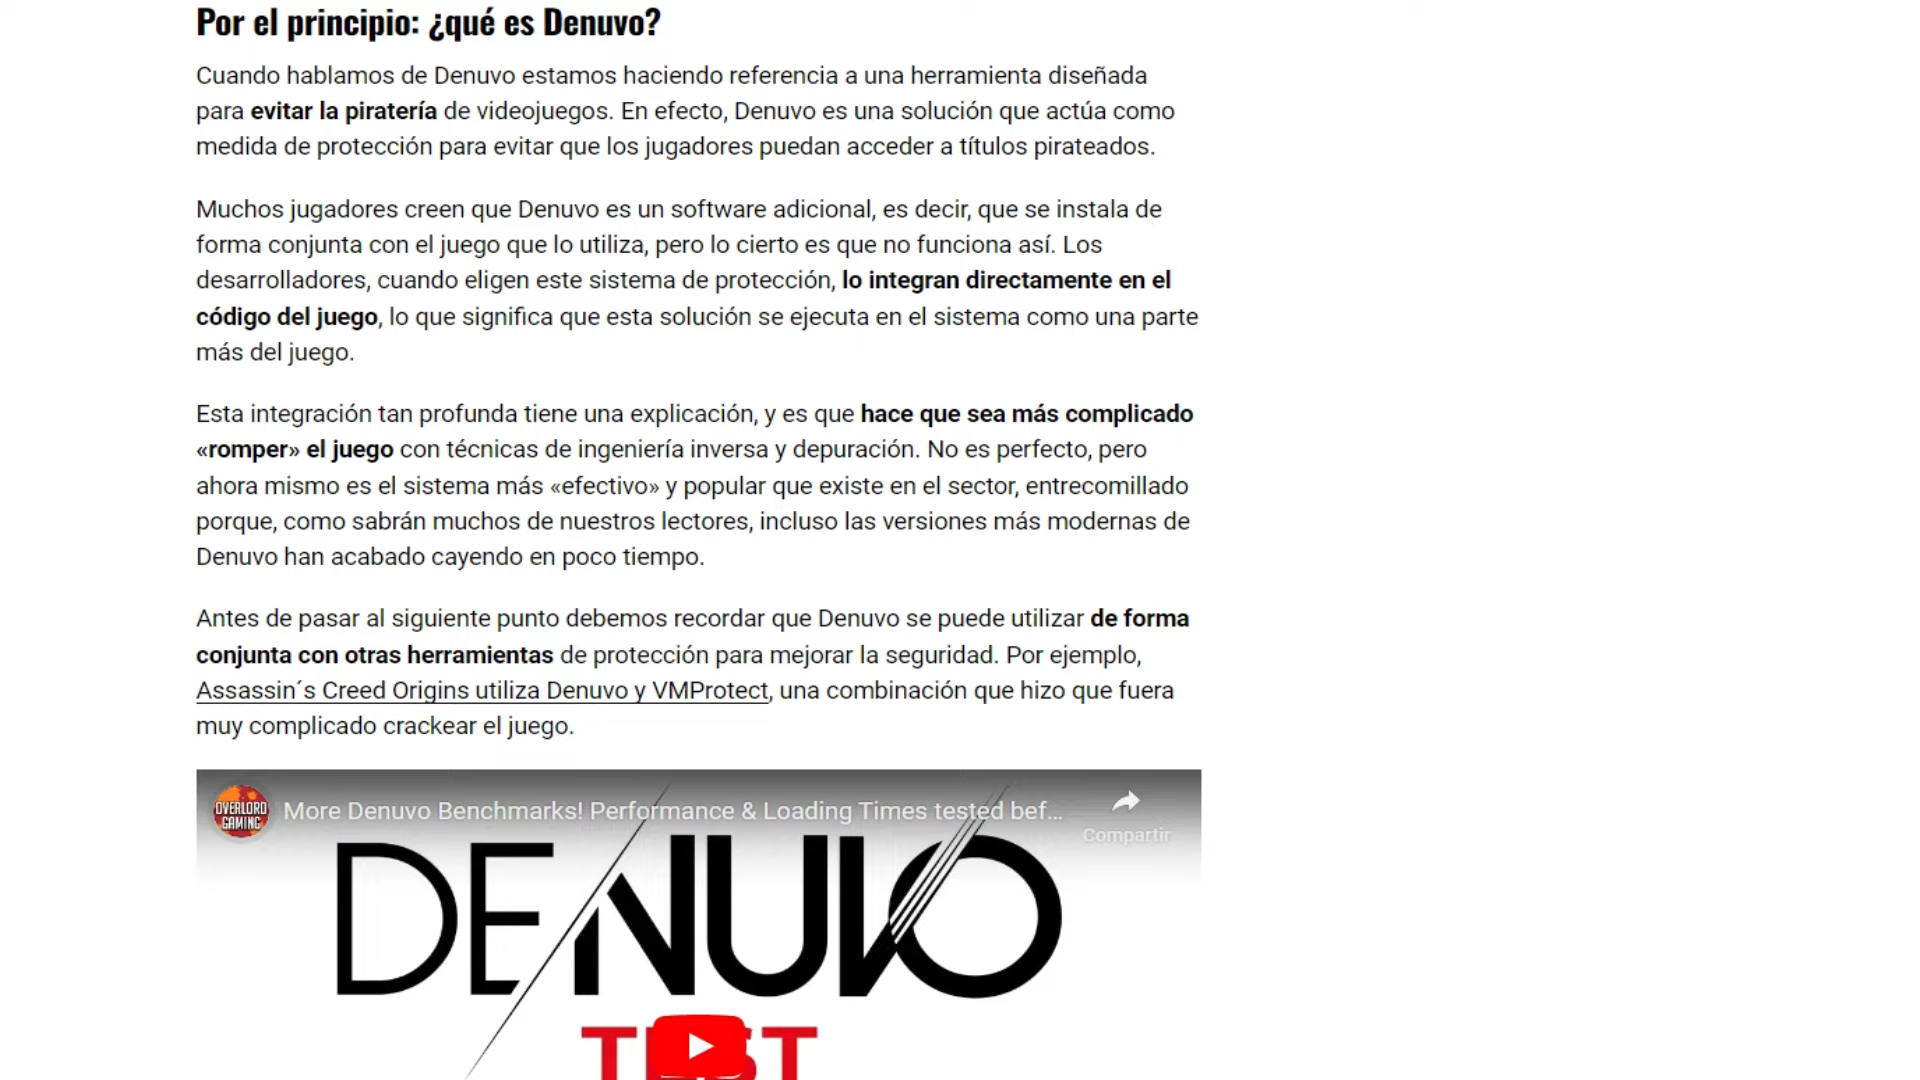 Por el principio: ¿qué es Denuvo?
Cuando hablamos de Denuvo estamos haciendo referencia a una herramienta diseñada
para evitar la piratería de videojuegos. En efecto, Denuvo es una solución que actúa como
medida de protección para evitar que los jugadores puedan acceder a títulos pirateados.
Muchos jugadores creen que Denuvo es un software adicional, es decir, que se instala de
forma conjunta con el juego que lo utiliza, pero lo cierto es que no funciona así. Los
desarrolladores, cuando eligen este sistema de protección, lo integran directamente en el
código del juego, lo que significa que esta solución se ejecuta en el sistema como una parte
más del juego.
Esta integración tan profunda tiene una explicación, y es que hace que sea más complicado
«romper» el juego con técnicas de ingeniería inversa y depuración. No es perfecto, pero
ahora mismo es el sistema más «efectivo» y popular que existe en el sector, entrecomillado
porque, como sabrán muchos de nuestros lectores, incluso las versiones más modernas de
Denuvo han acabado cayendo en poco tiempo.
Antes de pasar al siguiente punto debemos recordar que Denuvo se puede utilizar de forma
conjunta con otras herramientas de protección para mejorar la seguridad. Por ejemplo,
Assassin´s Creed Origins utiliza Denuvo y VMProtect, una combinación que hizo que fuera
muy complicado crackear el juego.
OVERLORD
GAMING
More Denuvo Benchmarks! Performance & Loading Times tested bef...
Compartir
DENUVO
TEST